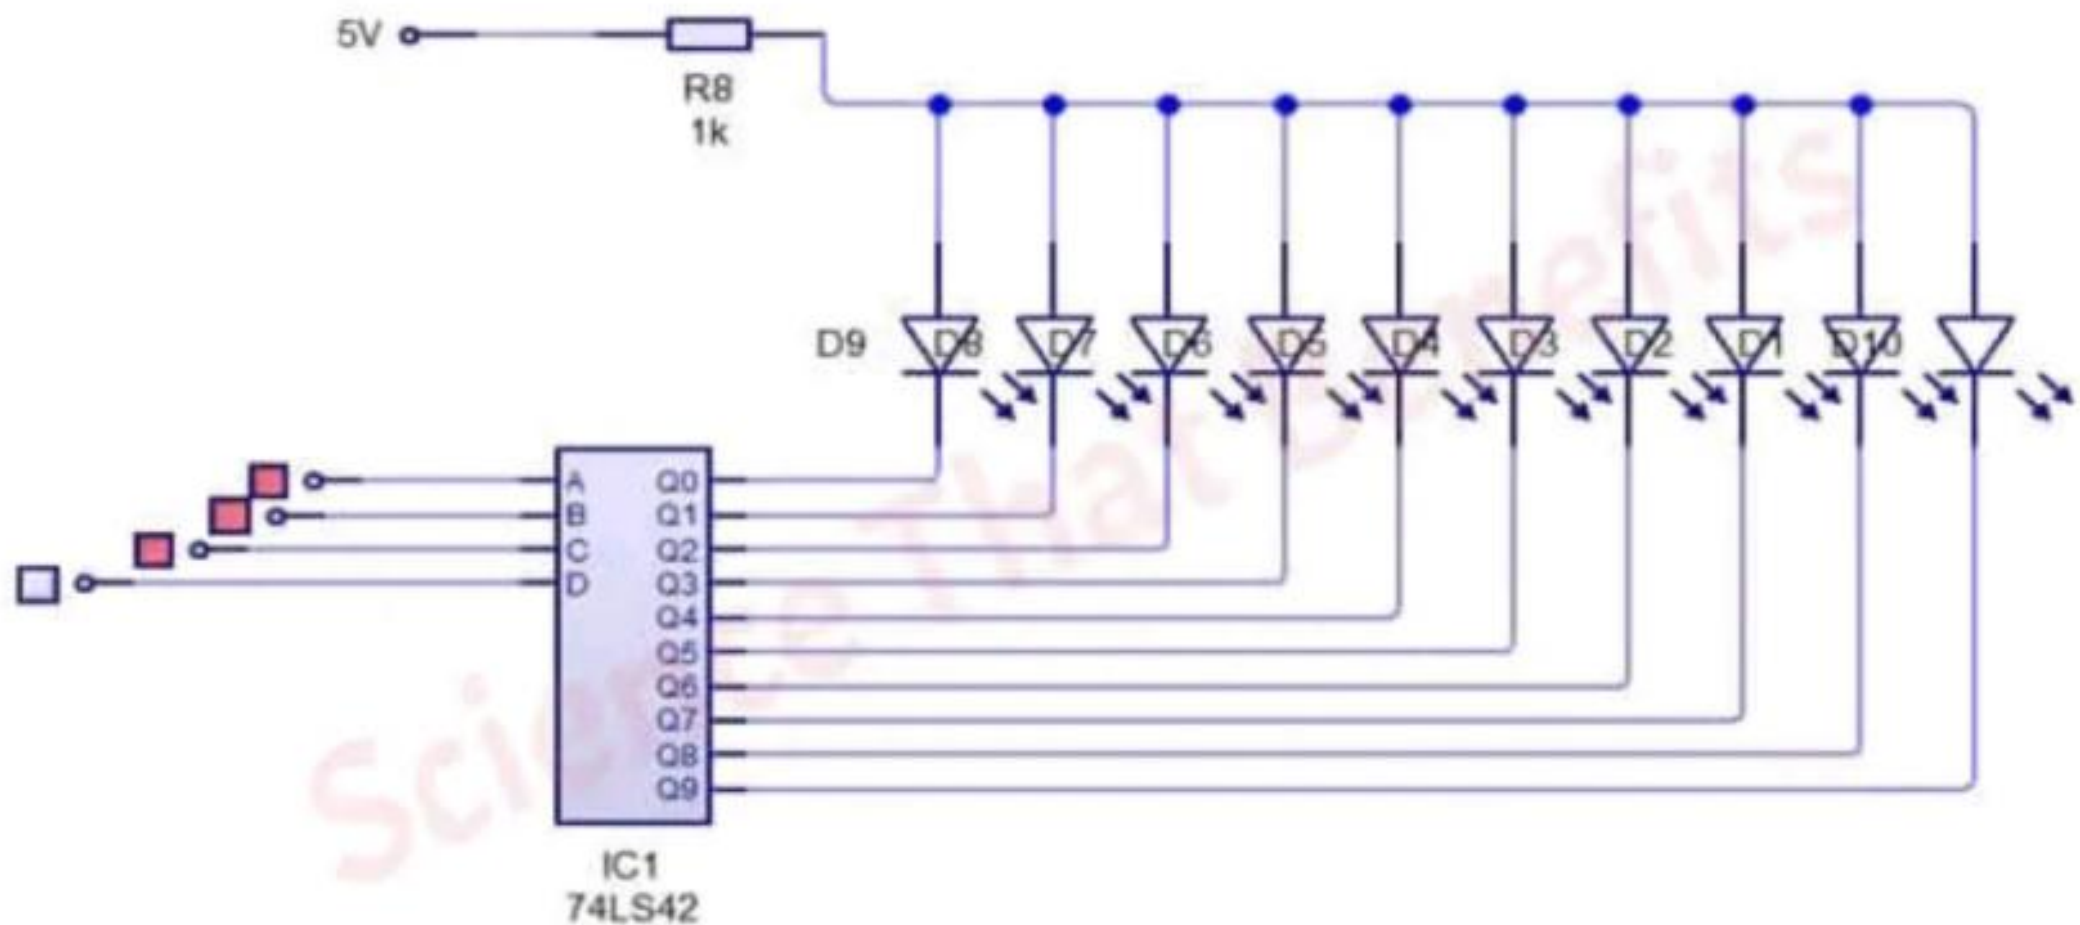 5V
R8
1k
D9 D8 D7 D6 D5 D4 D3 D2 D1 D10
A Q0
B Q1
C Q2
D Q3
Q4
Q5
Q6
Q7
Q8
Q9
IC1
74LS42
Science That Benefits